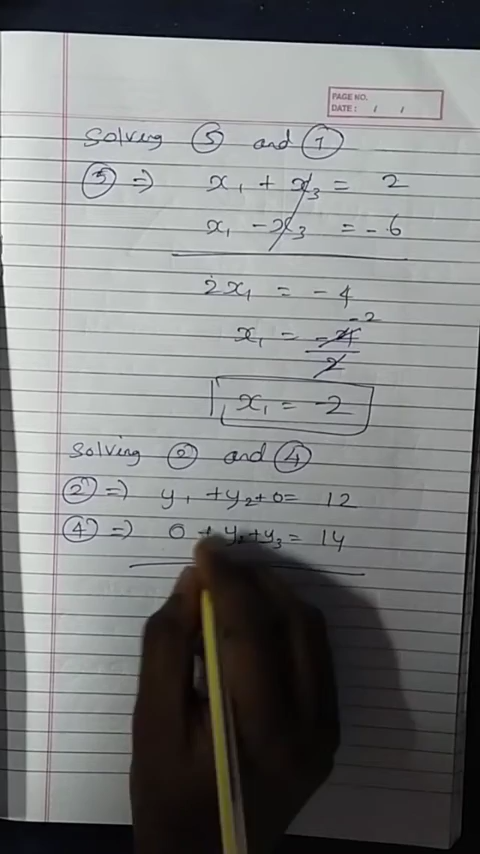 PAGE NO.
DATE: / /
Solving ⑤ and ①
⑤ ⇒ x₁ + x₃ = 2
x₁ - x₃ = -6
2x₁ = -4
x₁ = -4/2 -2
x₁ = -2
Solving ② and ④
② ⇒ y₁ + y₂ + 0 = 12
④ ⇒ 0 + y₂ + y₃ = 14